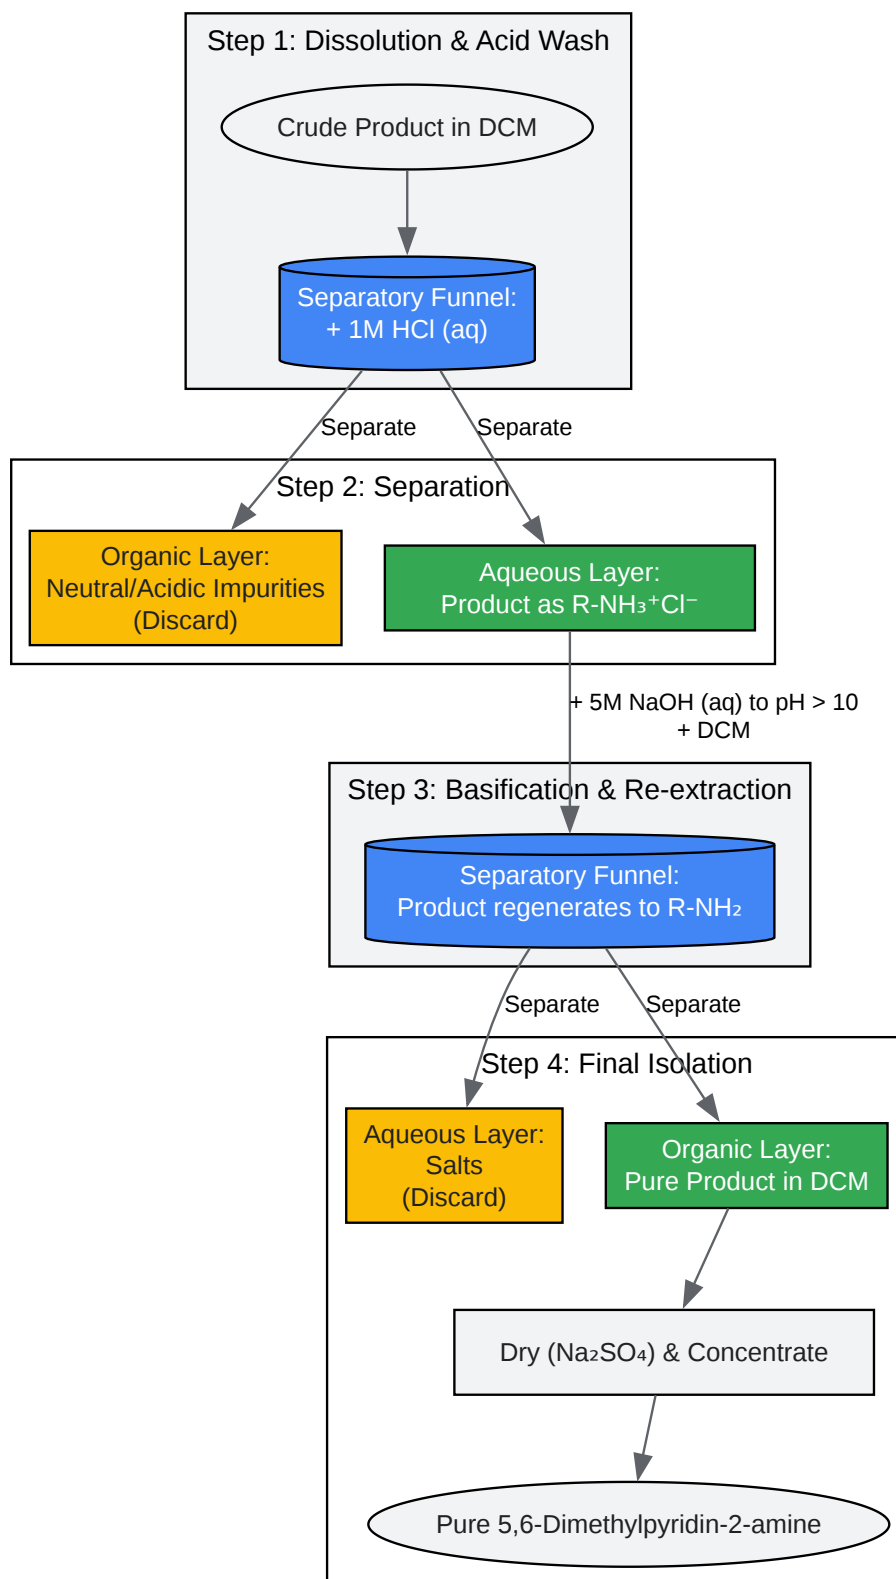 Step 1: Dissolution & Acid Wash
Crude Product in DCM
Separatory Funnel:
+ 1M HCl (aq)
Separate
Separate
Step 2: Separation
Organic Layer:
Neutral/Acidic Impurities
(Discard)
Aqueous Layer:
Product as R-NH₃⁺Cl⁻
+ 5M NaOH (aq) to pH > 10
+ DCM
Step 3: Basification & Re-extraction
Separatory Funnel:
Product regenerates to R-NH₂
Separate
Separate
Step 4: Final Isolation
Aqueous Layer:
Salts
(Discard)
Organic Layer:
Pure Product in DCM
Dry (Na₂SO₄) & Concentrate
Pure 5,6-Dimethylpyridin-2-amine